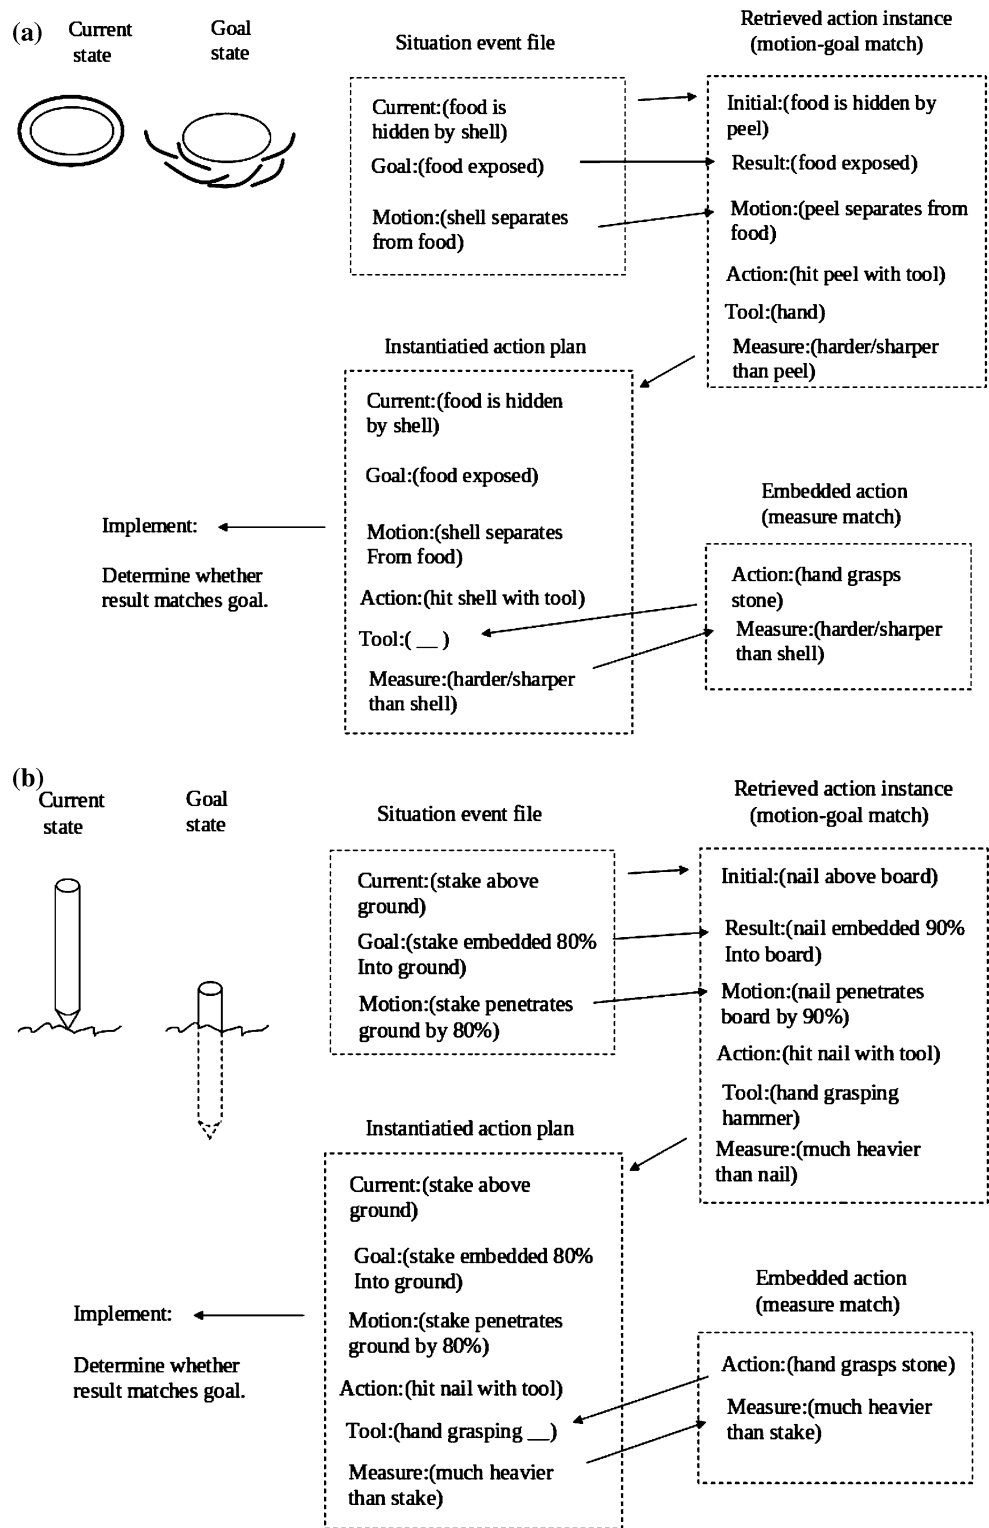 (a)
Current
state
Goal
state
Situation event file
Retrieved action instance
(motion-goal match)
Current:(food is
hidden by shell)
Goal:(food exposed)
Motion:(shell separates
from food)
Initial:(food is hidden by
peel)
Result:(food exposed)
Motion:(peel separates from
food)
Action:(hit peel with tool)
Tool:(hand)
Measure:(harder/sharper
than peel)
Instantiatied action plan
Current:(food is hidden
by shell)
Goal:(food exposed)
Motion:(shell separates
From food)
Action:(hit shell with tool)
Tool:( __ )
Measure:(harder/sharper
than shell)
Implement:
Determine whether
result matches goal.
Embedded action
(measure match)
Action:(hand grasps
stone)
Measure:(harder/sharper
than shell)
(b)
Current
state
Goal
state
Situation event file
Retrieved action instance
(motion-goal match)
Current:(stake above
ground)
Goal:(stake embedded 80%
Into ground)
Motion:(stake penetrates
ground by 80%)
Initial:(nail above board)
Result:(nail embedded 90%
Into board)
Motion:(nail penetrates
board by 90%)
Action:(hit nail with tool)
Tool:(hand grasping
hammer)
Measure:(much heavier
than nail)
Instantiatied action plan
Current:(stake above
ground)
Goal:(stake embedded 80%
Into ground)
Motion:(stake penetrates
ground by 80%)
Action:(hit nail with tool)
Tool:(hand grasping __)
Measure:(much heavier
than stake)
Implement:
Determine whether
result matches goal.
Embedded action
(measure match)
Action:(hand grasps stone)
Measure:(much heavier
than stake)